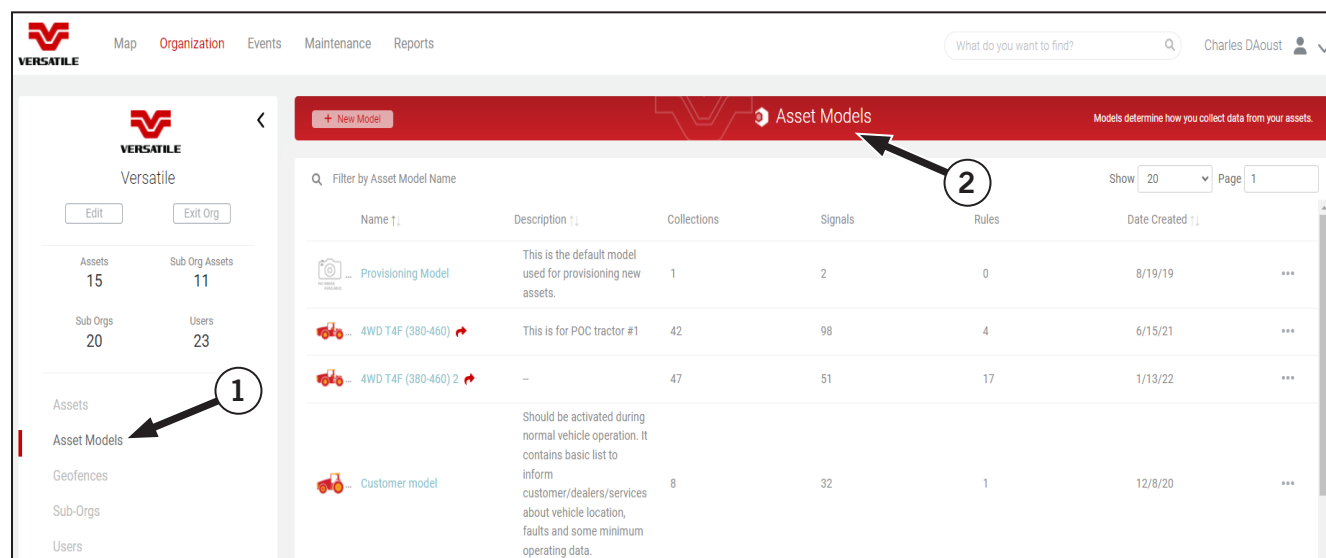 VERSATILE
Map Organization Events Maintenance Reports
What do you want to find?
Charles DAoust
VERSATILE
Versatile
Edit Exit Org
Assets Sub Org Assets
15 11
Sub Orgs Users
20 23
1
Assets
Asset Models
Geofences
Sub-Orgs
Users
+ New Model
Asset Models
Models determine how you collect data from your assets.
2
Filter by Asset Model Name
Show 20 Page 1
Name ↑↓ Description ↑↓ Collections Signals Rules Date Created ↑↓
This is the default model
... Provisioning Model used for provisioning new 1 2 0 8/19/19 •••
assets.
... 4WD T4F (380-460) This is for POC tractor #1 42 98 4 6/15/21 •••
... 4WD T4F (380-460) 2 – 47 51 17 1/13/22 •••
Should be activated during
normal vehicle operation. It
contains basic list to
inform
... Customer model customer/dealers/services 8 32 1 12/8/20 •••
about vehicle location,
faults and some minimum
operating data.